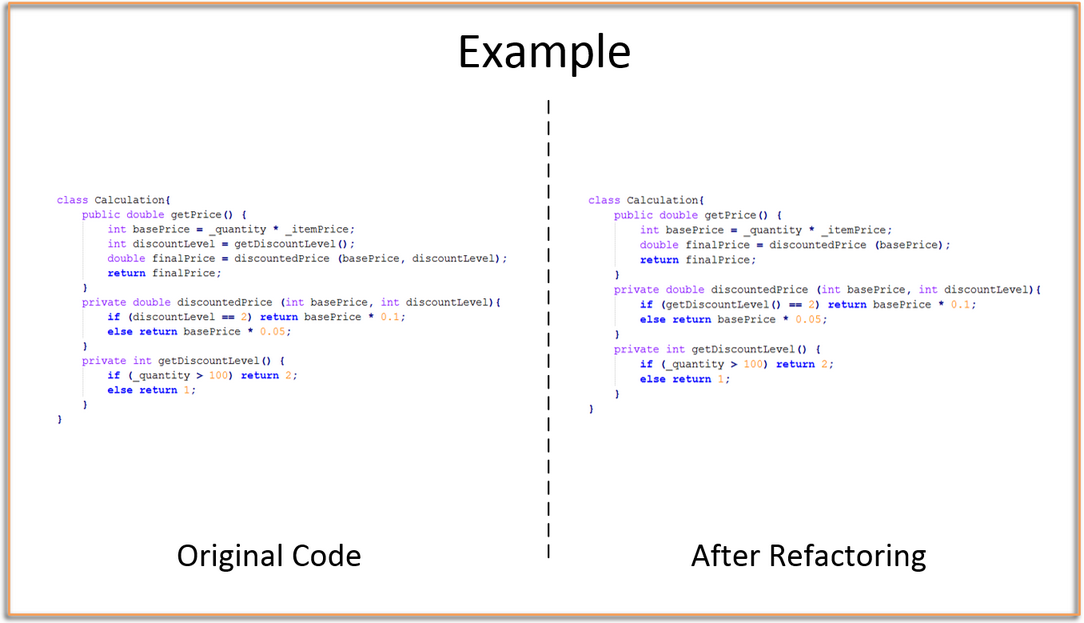 Example
class Calculation{
public double getPrice() {
int basePrice = _quantity * _itemPrice;
int discountLevel = getDiscountLevel();
double finalPrice = discountedPrice (basePrice, discountLevel);
return finalPrice;
}
private double discountedPrice (int basePrice, int discountLevel){
if (discountLevel == 2) return basePrice * 0.1;
else return basePrice * 0.05;
}
private int getDiscountLevel() {
if (_quantity > 100) return 2;
else return 1;
}
}
Original Code
class Calculation{
public double getPrice() {
int basePrice = _quantity * _itemPrice;
double finalPrice = discountedPrice (basePrice);
return finalPrice;
}
private double discountedPrice (int basePrice, int discountLevel){
if (getDiscountLevel() == 2) return basePrice * 0.1;
else return basePrice * 0.05;
}
private int getDiscountLevel() {
if (_quantity > 100) return 2;
else return 1;
}
}
After Refactoring